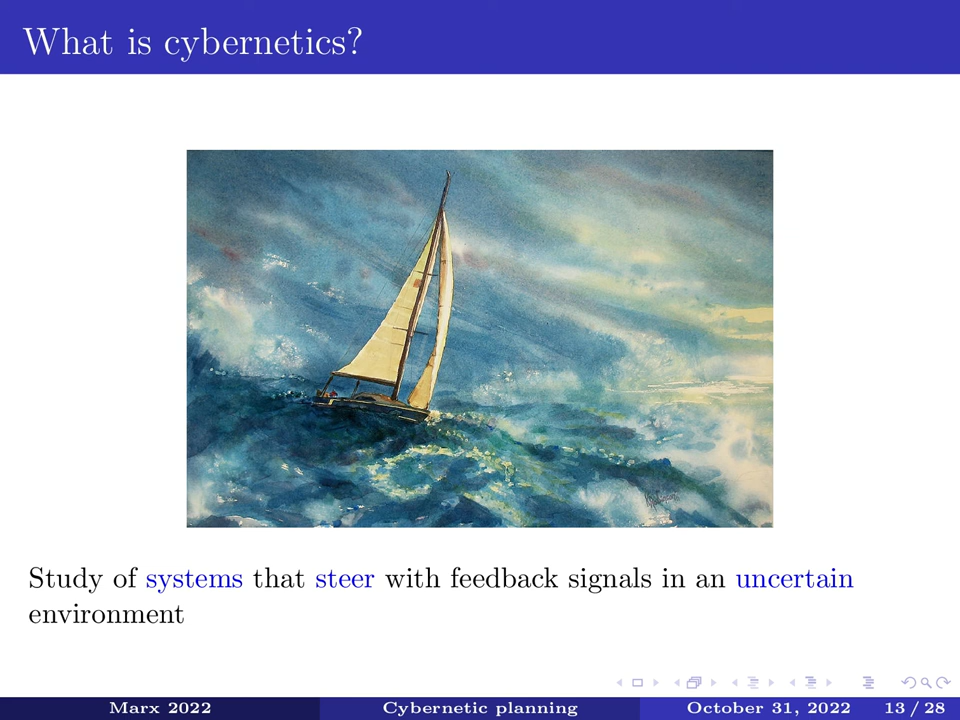 What is cybernetics?
Study of systems that steer with feedback signals in an uncertain
environment
Marx 2022 Cybernetic planning October 31, 2022 13 / 28